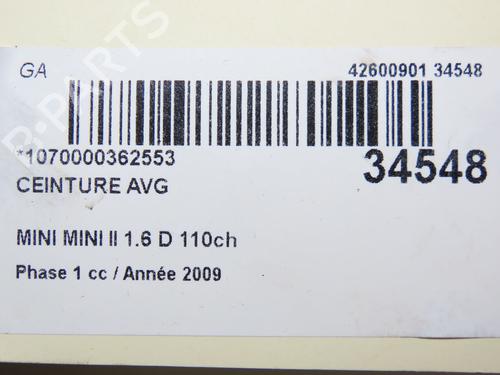 GA
42600901 34548
*1070000362553
34548
CEINTURE AVG
MINI MINI II 1.6 D 110ch
Phase 1 cc / Année 2009
B-PARTS